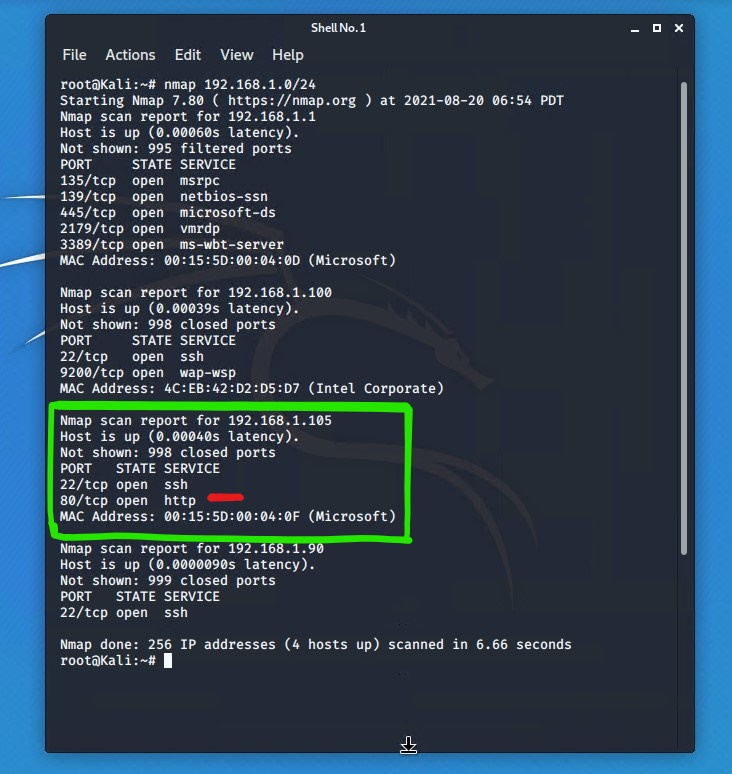 Shell No.1
File Actions Edit View Help
root@Kali:~# nmap 192.168.1.0/24
Starting Nmap 7.80 ( https://nmap.org ) at 2021-08-20 06:54 PDT
Nmap scan report for 192.168.1.1
Host is up (0.00060s latency).
Not shown: 995 filtered ports
PORT     STATE SERVICE
135/tcp  open  msrpc
139/tcp  open  netbios-ssn
445/tcp  open  microsoft-ds
2179/tcp open  vmrdp
3389/tcp open  ms-wbt-server
MAC Address: 00:15:5D:00:04:0D (Microsoft)

Nmap scan report for 192.168.1.100
Host is up (0.00039s latency).
Not shown: 998 closed ports
PORT     STATE SERVICE
22/tcp   open  ssh
9200/tcp open  wap-wsp
MAC Address: 4C:EB:42:D2:D5:D7 (Intel Corporate)

Nmap scan report for 192.168.1.105
Host is up (0.00040s latency).
Not shown: 998 closed ports
PORT   STATE SERVICE
22/tcp open  ssh
80/tcp open  http
MAC Address: 00:15:5D:00:04:0F (Microsoft)

Nmap scan report for 192.168.1.90
Host is up (0.0000090s latency).
Not shown: 999 closed ports
PORT   STATE SERVICE
22/tcp open  ssh

Nmap done: 256 IP addresses (4 hosts up) scanned in 6.66 seconds
root@Kali:~#